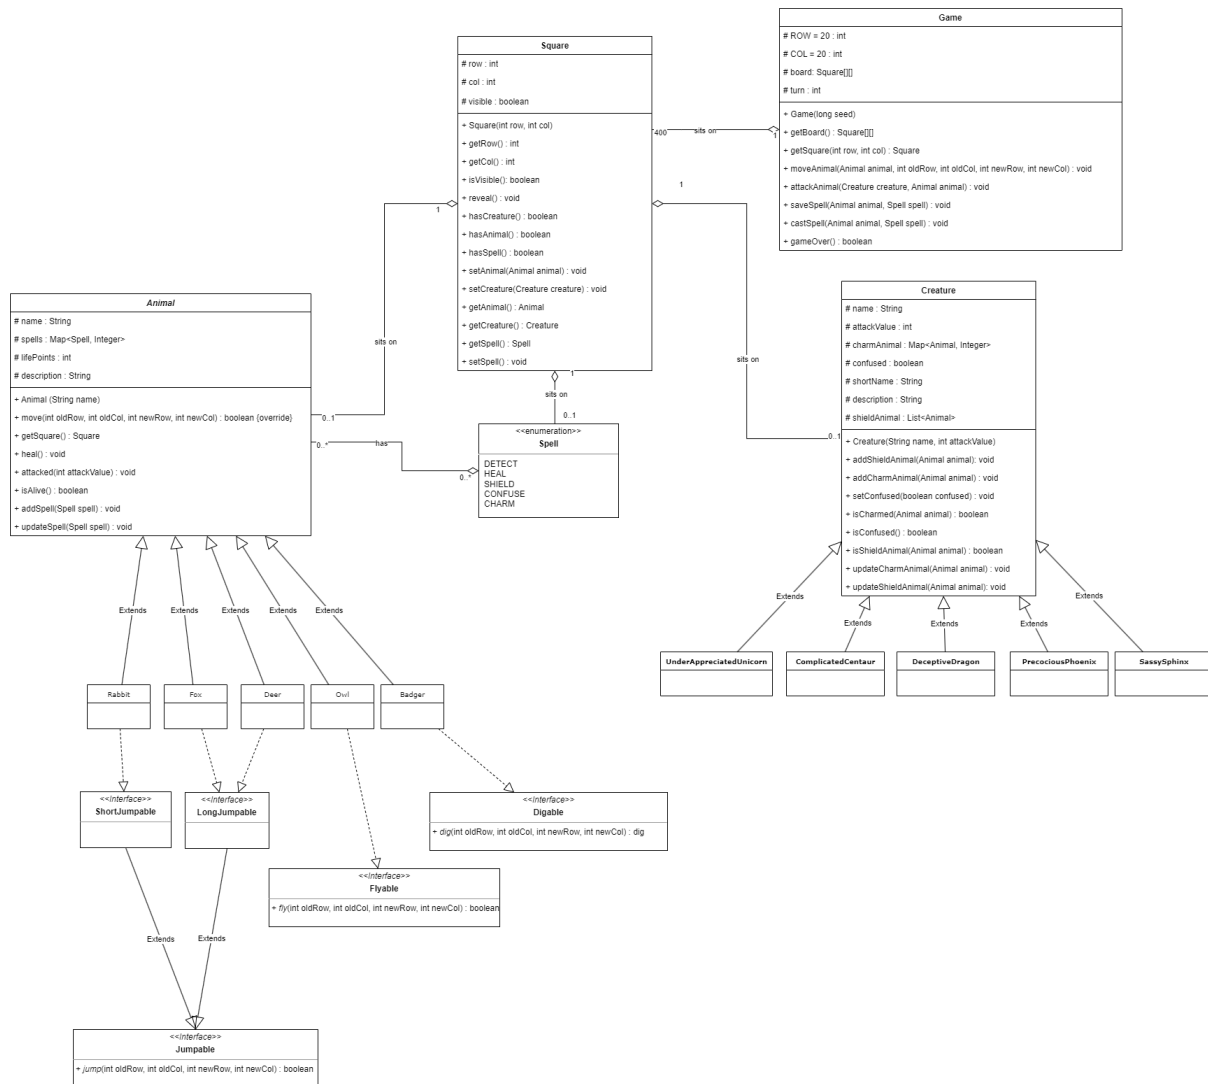 Game
# ROW = 20 : int
# COL = 20 : int
# board: Square[][]
# turn : int
+ Game(long seed)
+ getBoard() : Square[][]
+ getSquare(int row, int col) : Square
+ moveAnimal(Animal animal, int oldRow, int oldCol, int newRow, int newCol) : void
+ attackAnimal(Creature creature, Animal animal) : void
+ saveSpell(Animal animal, Spell spell) : void
+ castSpell(Animal animal, Spell spell) : void
+ gameOver() : boolean
Square
# row : int
# col : int
# visible : boolean
+ Square(int row, int col)
+ getRow() : int
+ getCol() : int
+ isVisible(): boolean
+ reveal() : void
+ hasCreature() : boolean
+ hasAnimal() : boolean
+ hasSpell() : boolean
+ setAnimal(Animal animal) : void
+ setCreature(Creature creature) : void
+ getAnimal() : Animal
+ getCreature() : Creature
+ getSpell() : Spell
+ setSpell() : void
400
sits on
1
1
1
sits on
0..1
sits on
0..1
1
sits on
0..1
Animal
# name : String
# spells : Map<Spell, Integer>
# lifePoints : int
# description : String
+ Animal (String name)
+ move(int oldRow, int oldCol, int newRow, int newCol) : boolean {override}
+ getSquare() : Square
+ heal() : void
+ attacked(int attackValue) : void
+ isAlive() : boolean
+ addSpell(Spell spell) : void
+ updateSpell(Spell spell) : void
0..*
has
0..*
<<enumeration>>
Spell
DETECT
HEAL
SHIELD
CONFUSE
CHARM
Creature
# name : String
# attackValue : int
# charmAnimal : Map<Animal, Integer>
# confused : boolean
# shortName : String
# description : String
# shieldAnimal : List<Animal>
+ Creature(String name, int attackValue)
+ addShieldAnimal(Animal animal): void
+ addCharmAnimal(Animal animal) : void
+ setConfused(boolean confused) : void
+ isCharmed(Animal animal) : boolean
+ isConfused() : boolean
+ isShieldAnimal(Animal animal) : boolean
+ updateCharmAnimal(Animal animal) : void
+ updateShieldAnimal(Animal animal): void
Extends
Extends
Extends
Extends
Extends
UnderAppreciatedUnicorn
ComplicatedCentaur
DeceptiveDragon
PrecociousPhoenix
SassySphinx
Extends
Extends
Extends
Extends
Extends
Rabbit
Fox
Deer
Owl
Badger
<<interface>>
ShortJumpable
<<interface>>
LongJumpable
<<interface>>
Digable
+ dig(int oldRow, int oldCol, int newRow, int newCol) : dig
<<interface>>
Flyable
+ fly(int oldRow, int oldCol, int newRow, int newCol) : boolean
Extends
Extends
<<interface>>
Jumpable
+ jump(int oldRow, int oldCol, int newRow, int newCol) : boolean